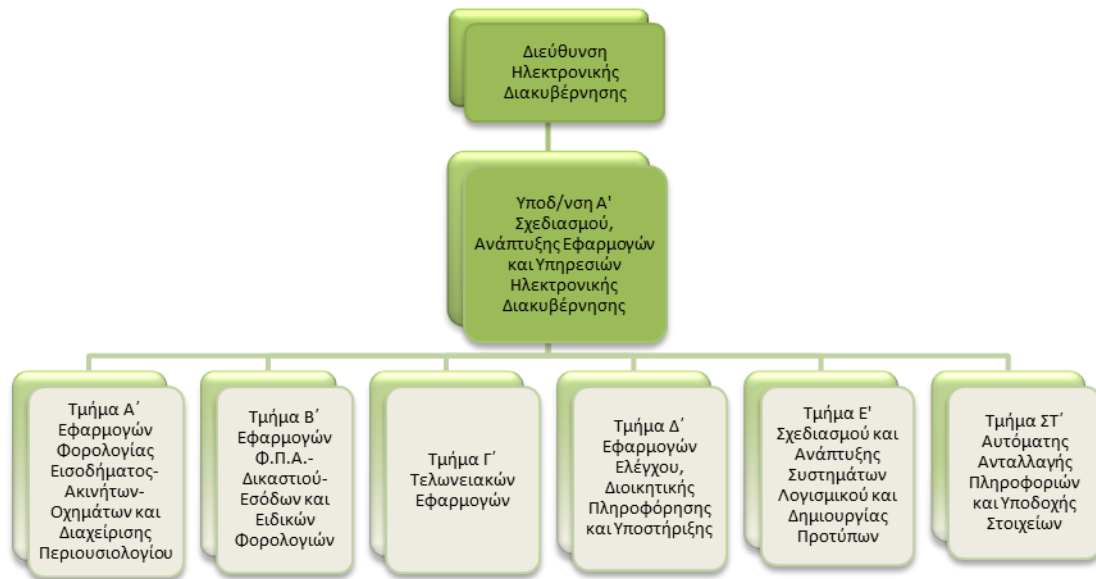 Διεύθυνση
Ηλεκτρονικής
Διακυβέρνησης
Υποδ/νση Α'
Σχεδιασμού,
Ανάπτυξης Εφαρμογών
και Υπηρεσιών
Ηλεκτρονικής
Διακυβέρνησης
Τμήμα Α΄
Εφαρμογών
Φορολογίας
Εισοδήματος-
Ακινήτων-
Οχημάτων και
Διαχείρισης
Περιουσιολογίου
Τμήμα Β΄
Εφαρμογών
Φ.Π.Α.-
Δικαστιού-
Εσόδων και
Ειδικών
Φορολογιών
Τμήμα Γ΄
Τελωνειακών
Εφαρμογών
Τμήμα Δ΄
Εφαρμογών
Ελέγχου,
Διοικητικής
Πληροφόρησης
και Υποστήριξης
Τμήμα Ε'
Σχεδιασμού και
Ανάπτυξης
Συστημάτων
Λογισμικού και
Δημιουργίας
Προτύπων
Τμήμα ΣΤ΄
Αυτόματης
Ανταλλαγής
Πληροφοριών
και Υποδοχής
Στοιχείων